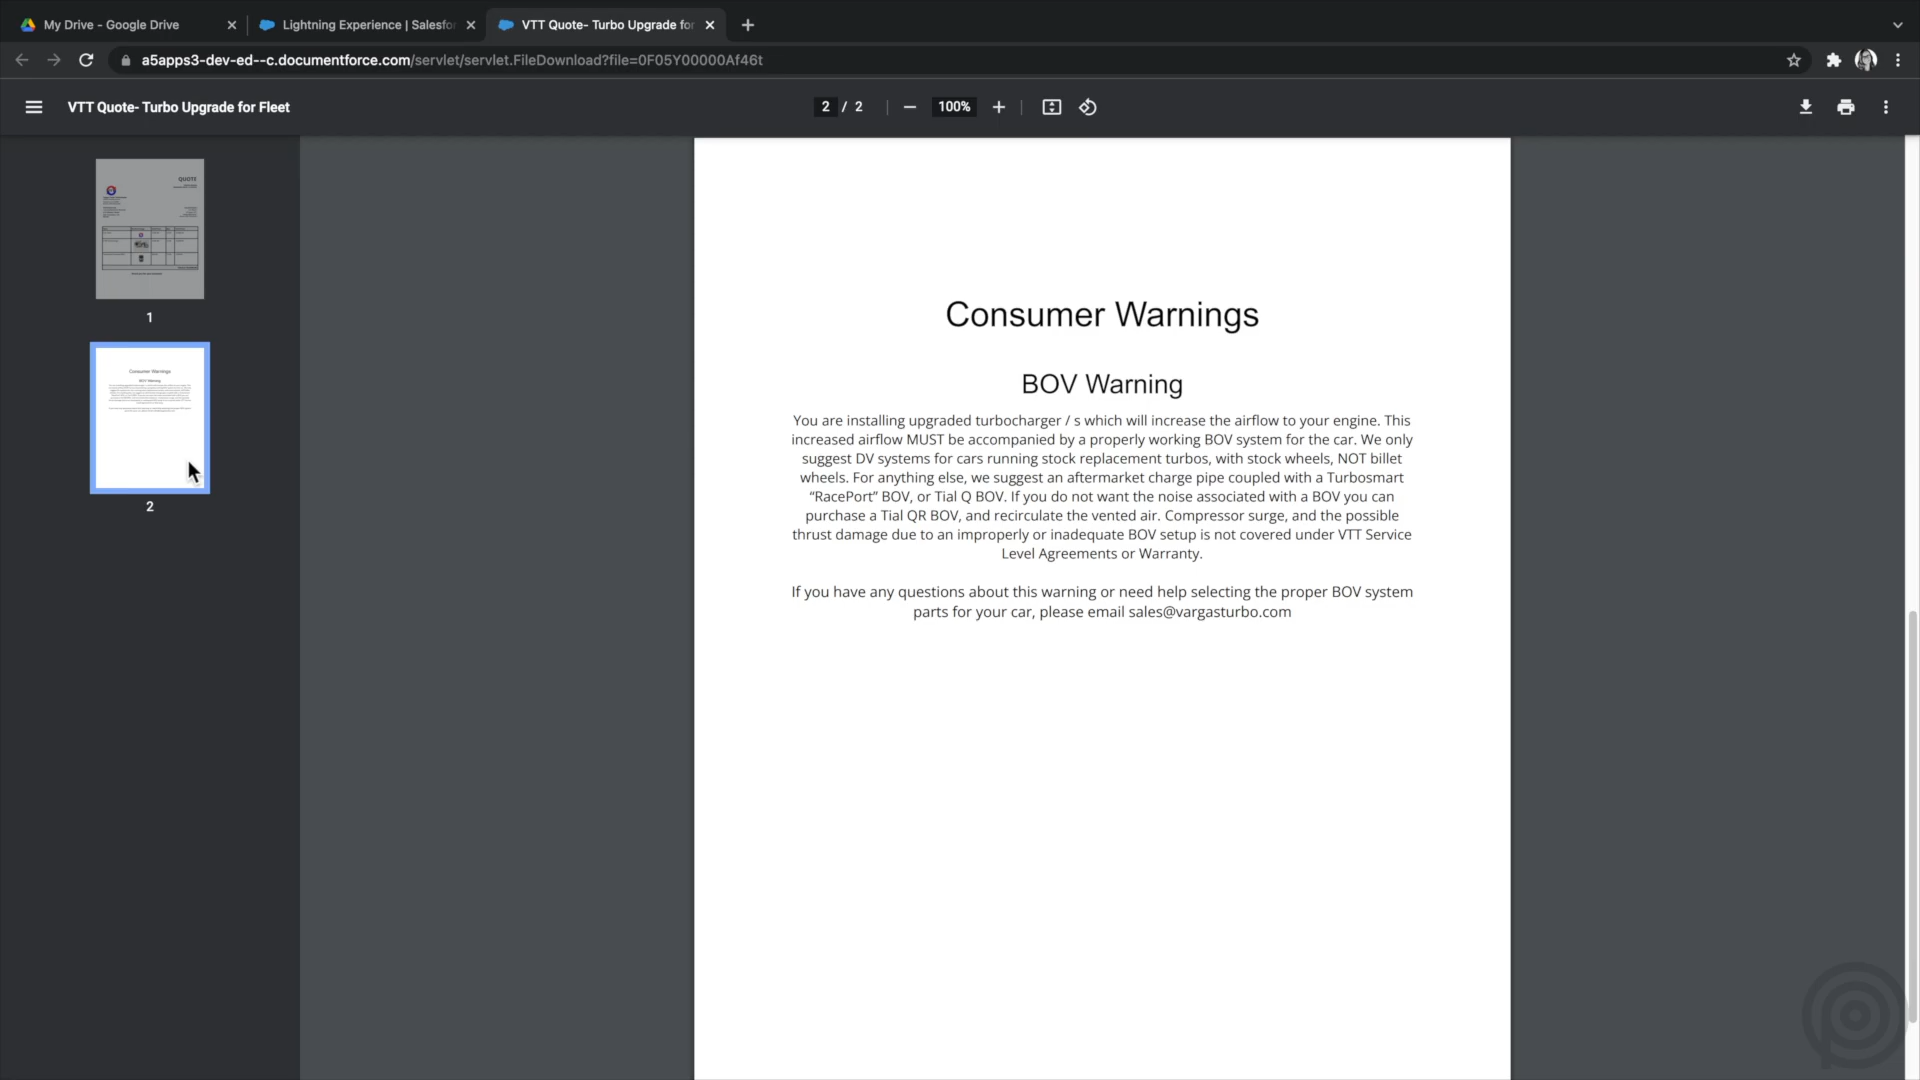 My Drive - Google Drive
Lightning Experience | Salesfor
VTT Quote- Turbo Upgrade for
a5apps3-dev-ed--c.documentforce.com/servlet/servlet.FileDownload?file=0F05Y00000Af46t
VTT Quote- Turbo Upgrade for Fleet
2 / 2
100%
QUOTE
1
Consumer Warnings
BOV Warning
2
Consumer Warnings
BOV Warning
You are installing upgraded turbocharger / s which will increase the airflow to your engine. This
increased airflow MUST be accompanied by a properly working BOV system for the car. We only
suggest DV systems for cars running stock replacement turbos, with stock wheels, NOT billet
wheels. For anything else, we suggest an aftermarket charge pipe coupled with a Turbosmart
“RacePort” BOV, or Tial Q BOV. If you do not want the noise associated with a BOV you can
purchase a Tial QR BOV, and recirculate the vented air. Compressor surge, and the possible
thrust damage due to an improperly or inadequate BOV setup is not covered under VTT Service
Level Agreements or Warranty.
If you have any questions about this warning or need help selecting the proper BOV system
parts for your car, please email sales@vargasturbo.com